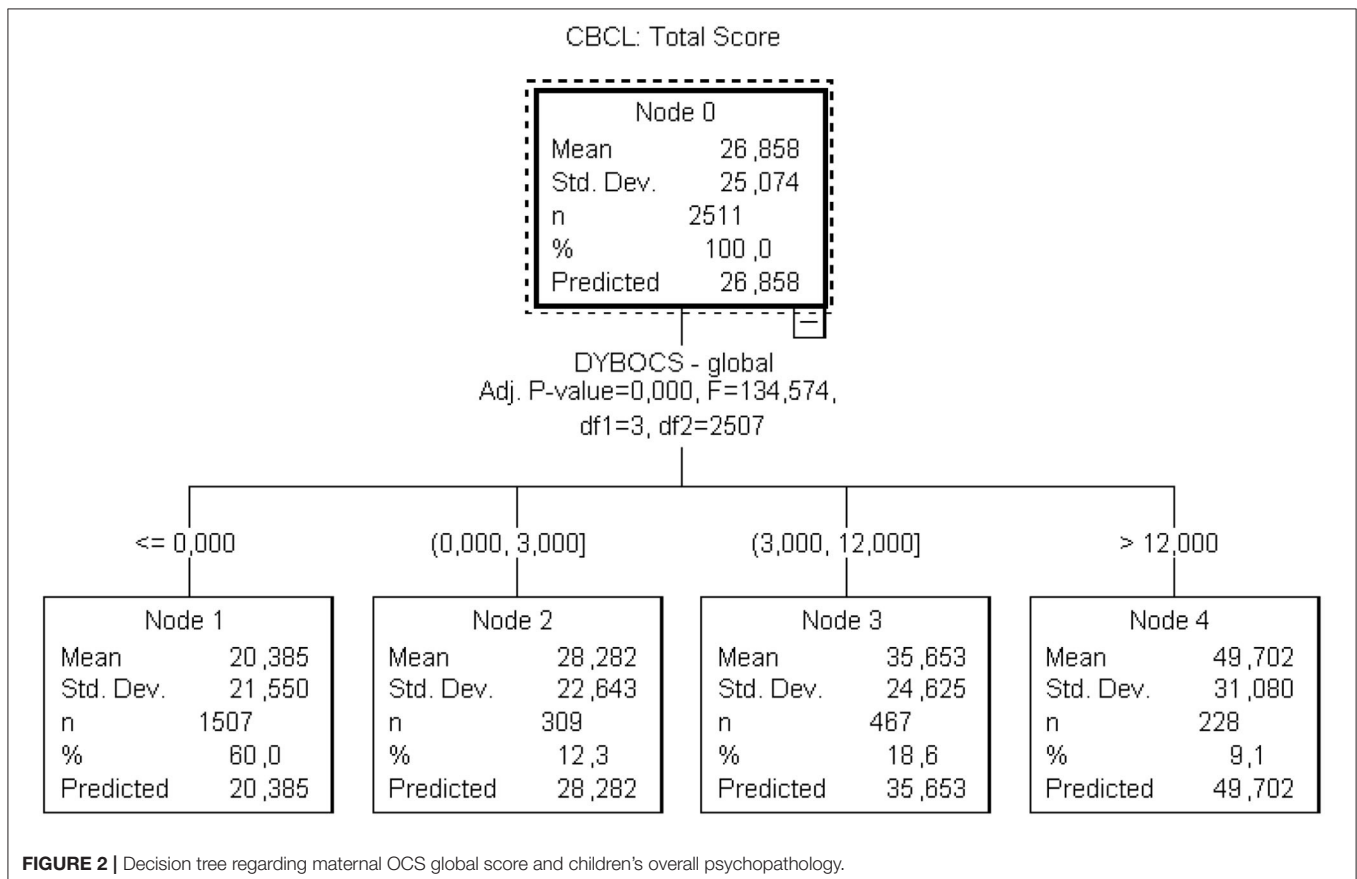 CBCL: Total Score
Node 0
Mean 26,858
Std. Dev. 25,074
n 2511
% 100,0
Predicted 26,858
DYBOCS - global
Adj. P-value=0,000, F=134,574,
df1=3, df2=2507
<= 0,000
(0,000, 3,000]
(3,000, 12,000]
> 12,000
Node 1
Mean 20,385
Std. Dev. 21,550
n 1507
% 60,0
Predicted 20,385
Node 2
Mean 28,282
Std. Dev. 22,643
n 309
% 12,3
Predicted 28,282
Node 3
Mean 35,653
Std. Dev. 24,625
n 467
% 18,6
Predicted 35,653
Node 4
Mean 49,702
Std. Dev. 31,080
n 228
% 9,1
Predicted 49,702
FIGURE 2 | Decision tree regarding maternal OCS global score and children's overall psychopathology.